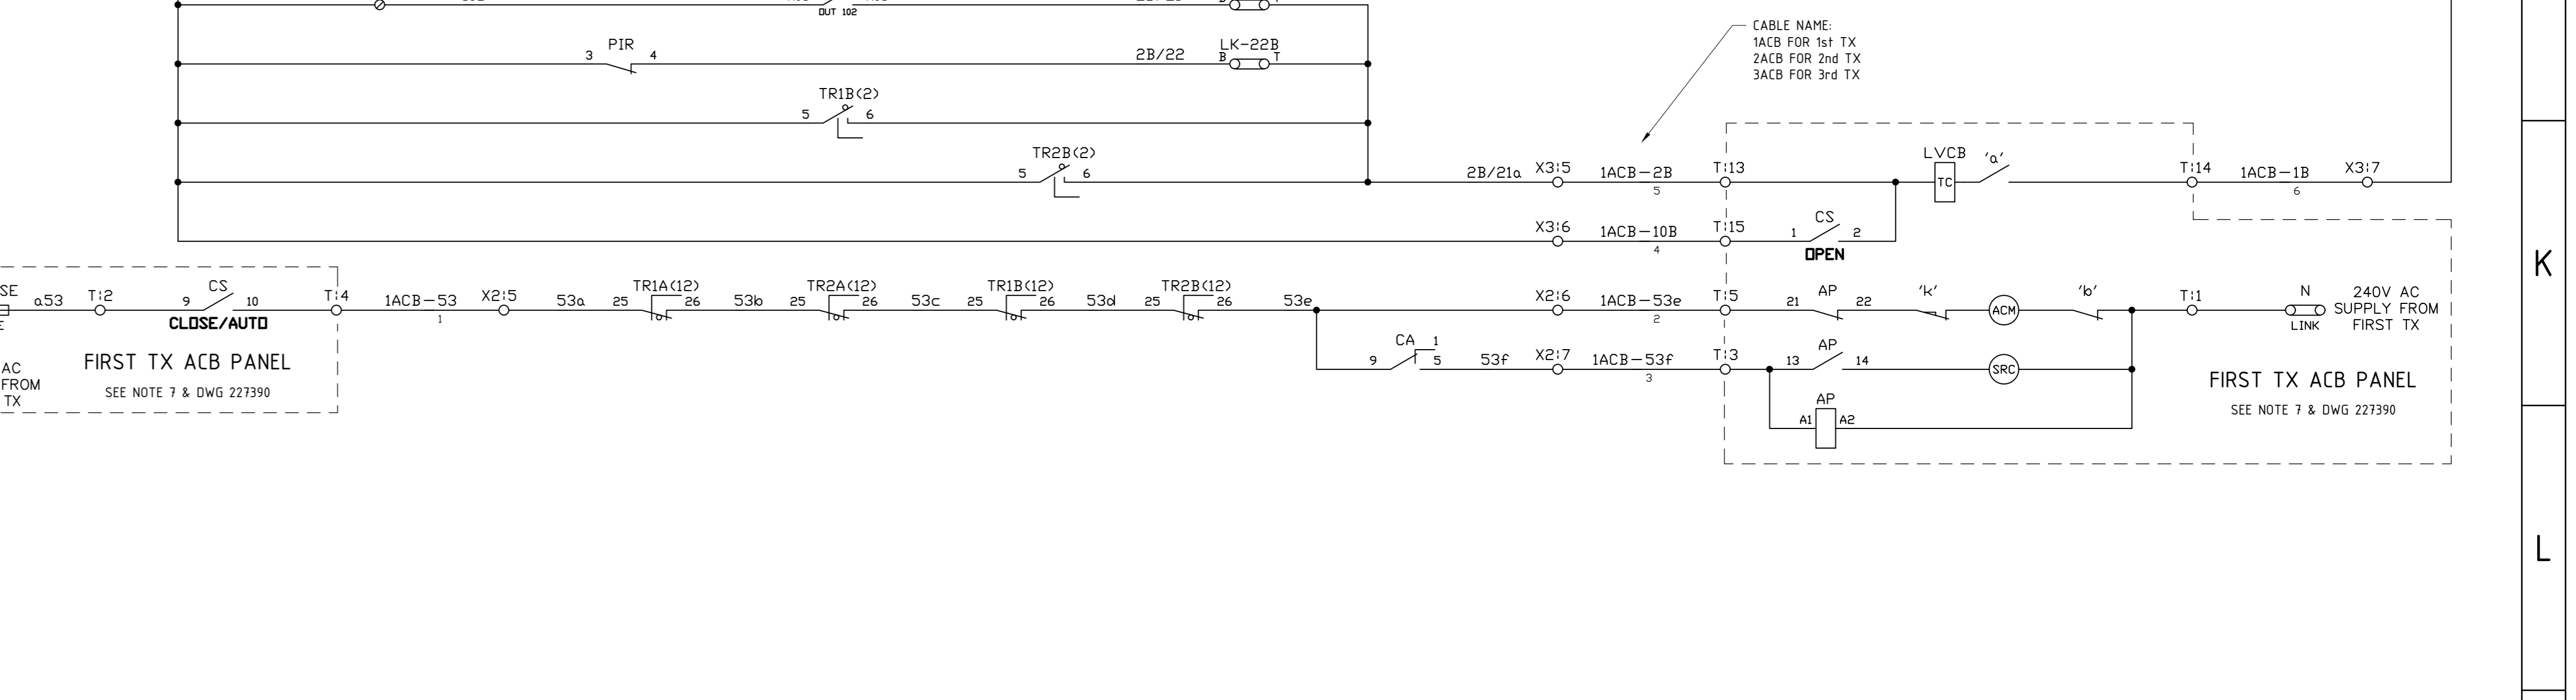 OUT 102
PIR
3 4 2B/22 LK-22B B T
TR1B(2)
5 6
TR2B(2)
5 6 2B/21a X3¦5 1ACB-2B 5 T¦13 LVCB TC 'a' T¦14 1ACB-1B 6 X3¦7
CABLE NAME:
1ACB FOR 1st TX
2ACB FOR 2nd TX
3ACB FOR 3rd TX
X3¦6 1ACB-10B 4 T¦15 1 CS 2
OPEN
SE a53 T¦2 9 CS 10 T¦4 1ACB-53 1 X2¦5 53a 25 TR1A(12) 26 53b 25 TR2A(12) 26 53c 25 TR1B(12) 26 53d 25 TR2B(12) 26 53e X2¦6 1ACB-53e 2 T¦5 21 AP 22 'k' ACM 'b' T¦1 N
CLOSE/AUTO
LINK
240V AC
SUPPLY FROM
FIRST TX
CA 1
9 5 53f X2¦7 1ACB-53f 3 T¦3 13 AP 14 SRC
AP
A1 A2
AC
FROM
TX
FIRST TX ACB PANEL
SEE NOTE 7 & DWG 227390
FIRST TX ACB PANEL
SEE NOTE 7 & DWG 227390
K
L